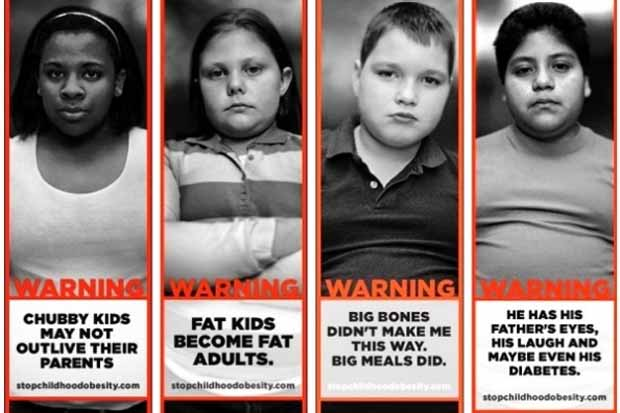 WARNING
CHUBBY KIDS
MAY NOT
OUTLIVE THEIR
PARENTS
stopchildhoodobesity.com
WARNING
FAT KIDS
BECOME FAT
ADULTS.
stopchildhoodobesity.com
WARNING
BIG BONES
DIDN'T MAKE ME
THIS WAY.
BIG MEALS DID.
stopchildhoodobesity.com
WARNING
HE HAS HIS
FATHER'S EYES,
HIS LAUGH AND
MAYBE EVEN HIS
DIABETES.
stopchildhoodobesity.com